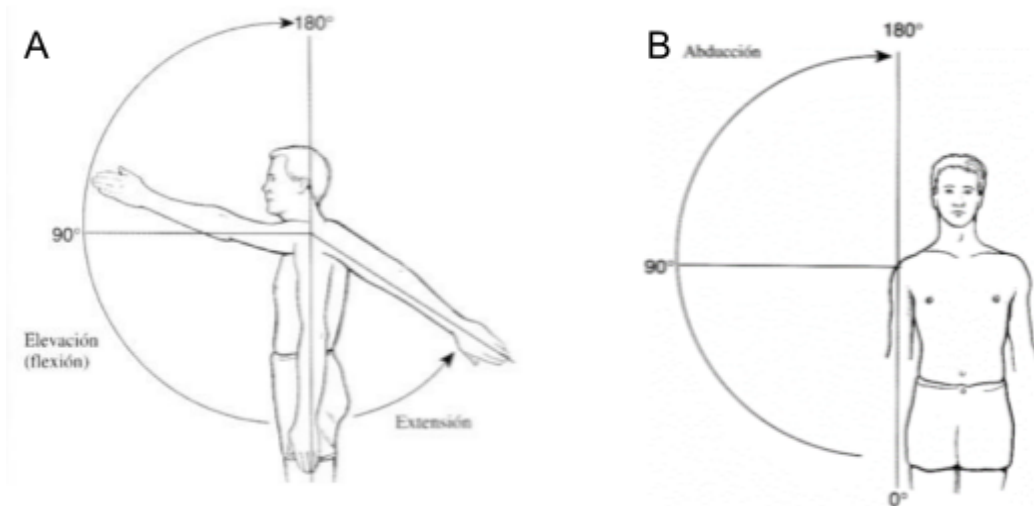 A
180°
90°
Elevación
(flexión)
Extensión
B
Abducción
180°
90°
0°